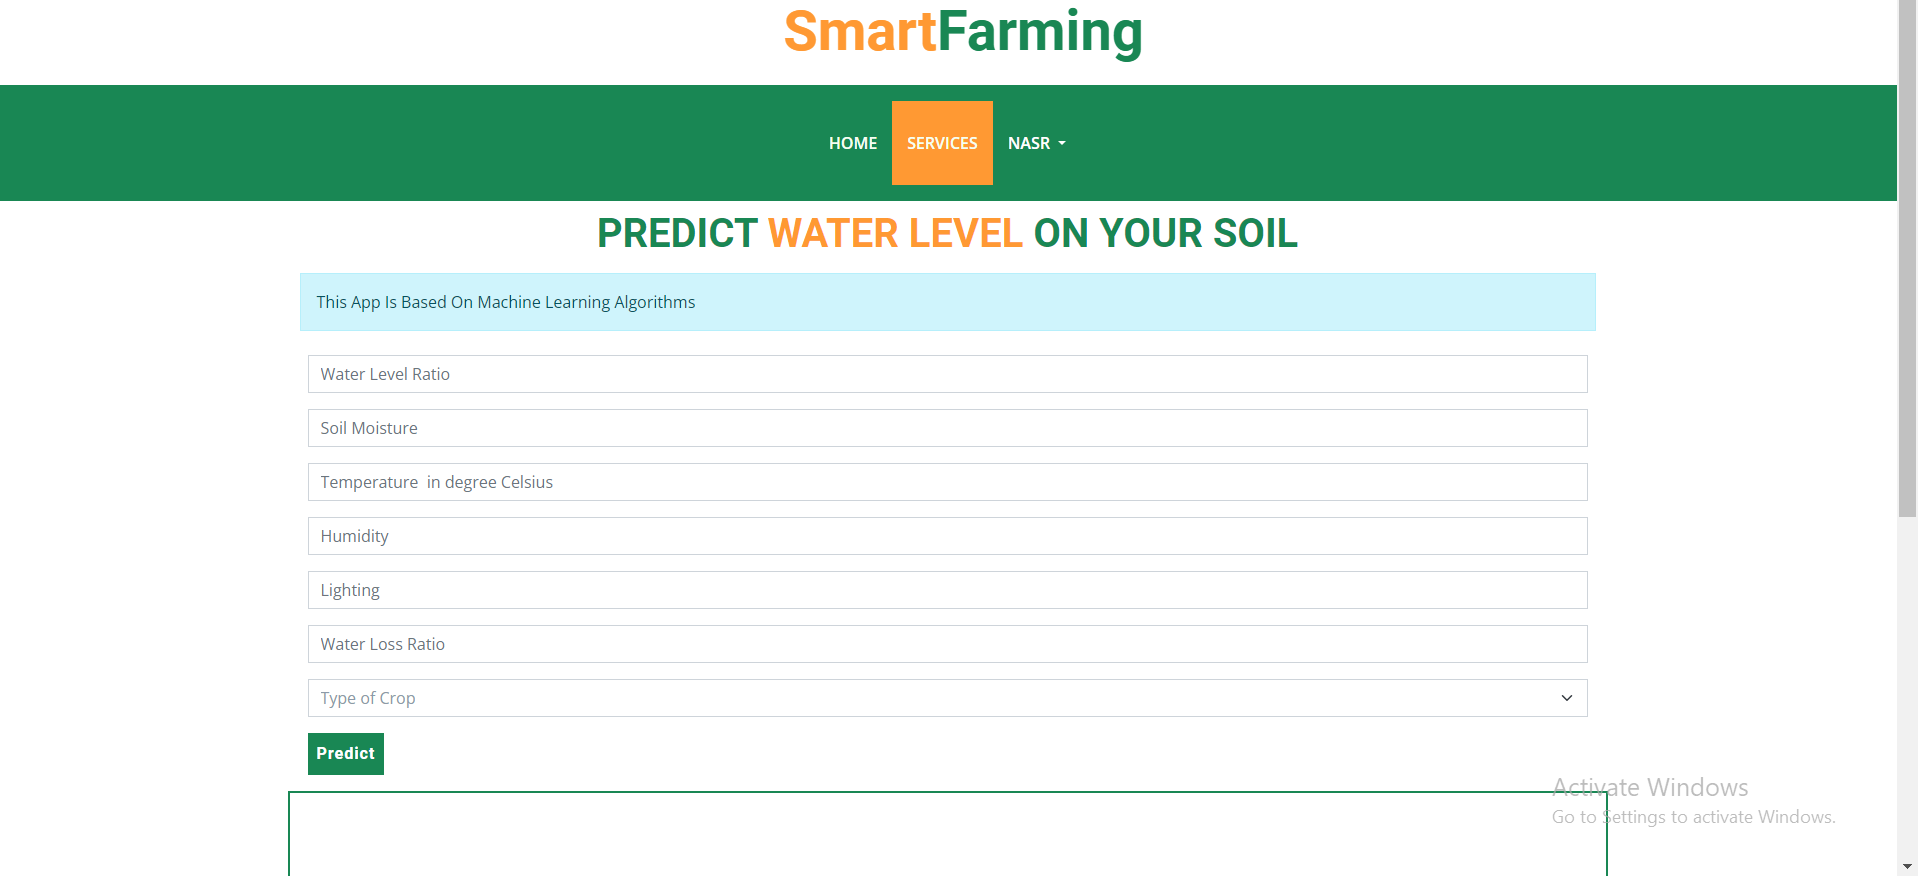 SmartFarming
HOME SERVICES NASR
PREDICT WATER LEVEL ON YOUR SOIL
This App Is Based On Machine Learning Algorithms
Water Level Ratio
Soil Moisture
Temperature  in degree Celsius
Humidity
Lighting
Water Loss Ratio
Type of Crop
Predict
Activate Windows
Go to Settings to activate Windows.